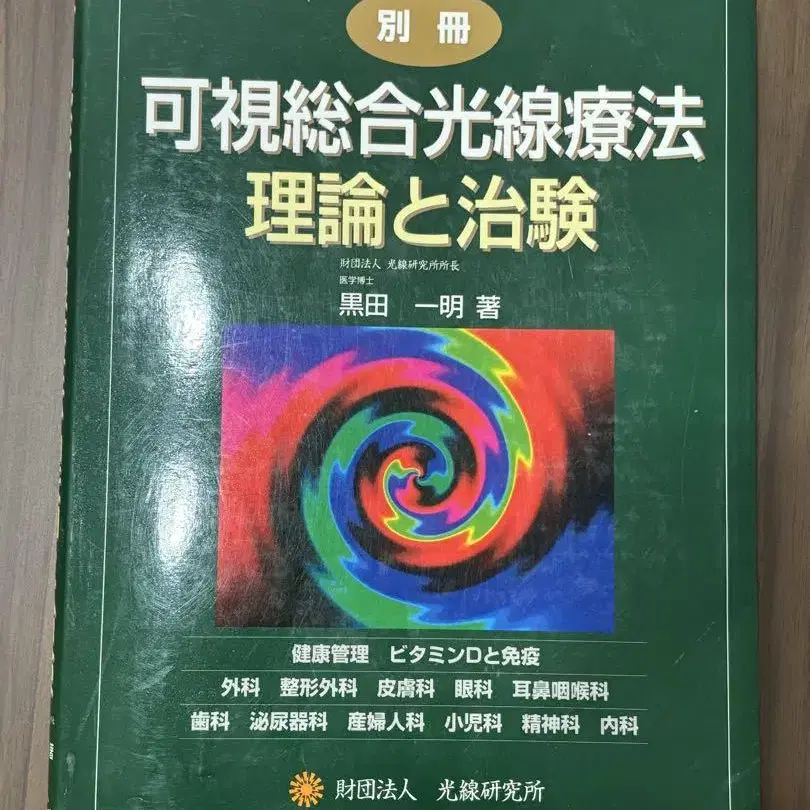 別冊
可視総合光線療法
理論と治験
財団法人 光線研究所所長
医学博士
黒田 一明 著
健康管理 ビタミンDと免疫
外科 整形外科 皮膚科 眼科 耳鼻咽喉科
歯科 泌尿器科 産婦人科 小児科 精神科 内科
財団法人 光線研究所